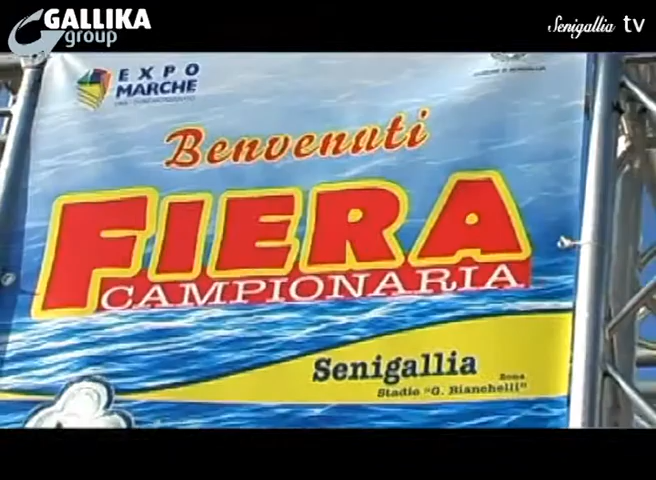 GALLIKA
group
Senigallia tv
EXPO
MARCHE
Benvenuti
FIERA
CAMPIONARIA
Senigallia
Zona
Stadio "G. Bianchelli"